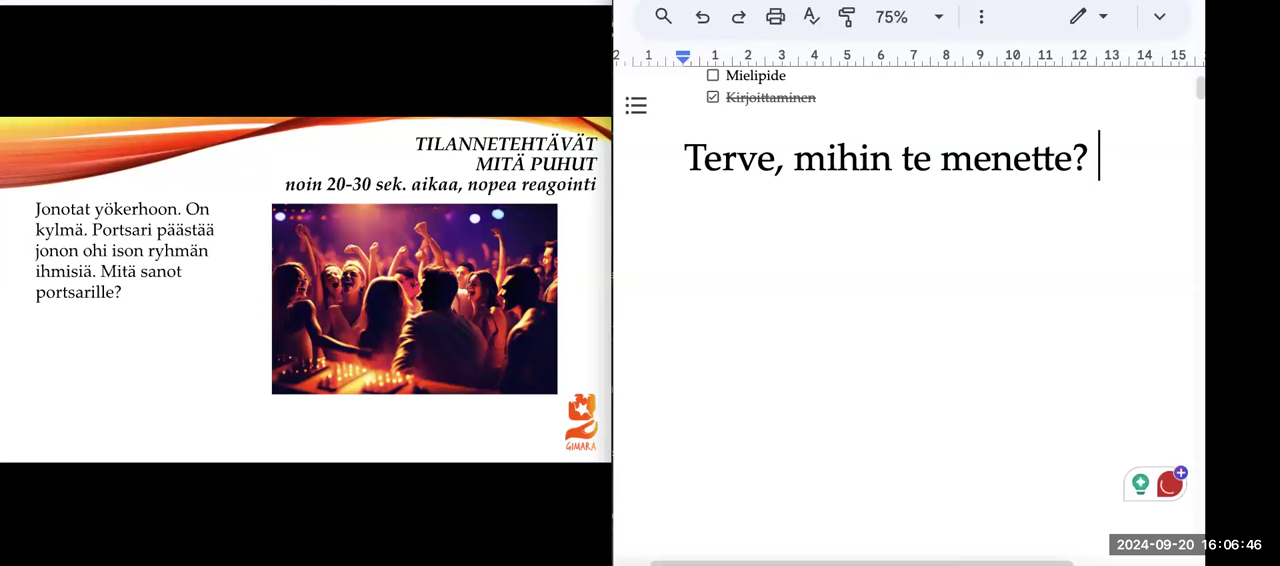 TILANNETEHTÄVÄT
MITÄ PUHUT
noin 20-30 sek. aikaa, nopea reagointi
Jonotat yökerhoon. On
kylmä. Portsari päästää
jonon ohi ison ryhmän
ihmisiä. Mitä sanot
portsarille?
GIMARA
75%
2 1 1 2 3 4 5 6 7 8 9 10 11 12 13 14 15
Mielipide
Kirjoittaminen
Terve, mihin te menette?
2024-09-20 16:06:46